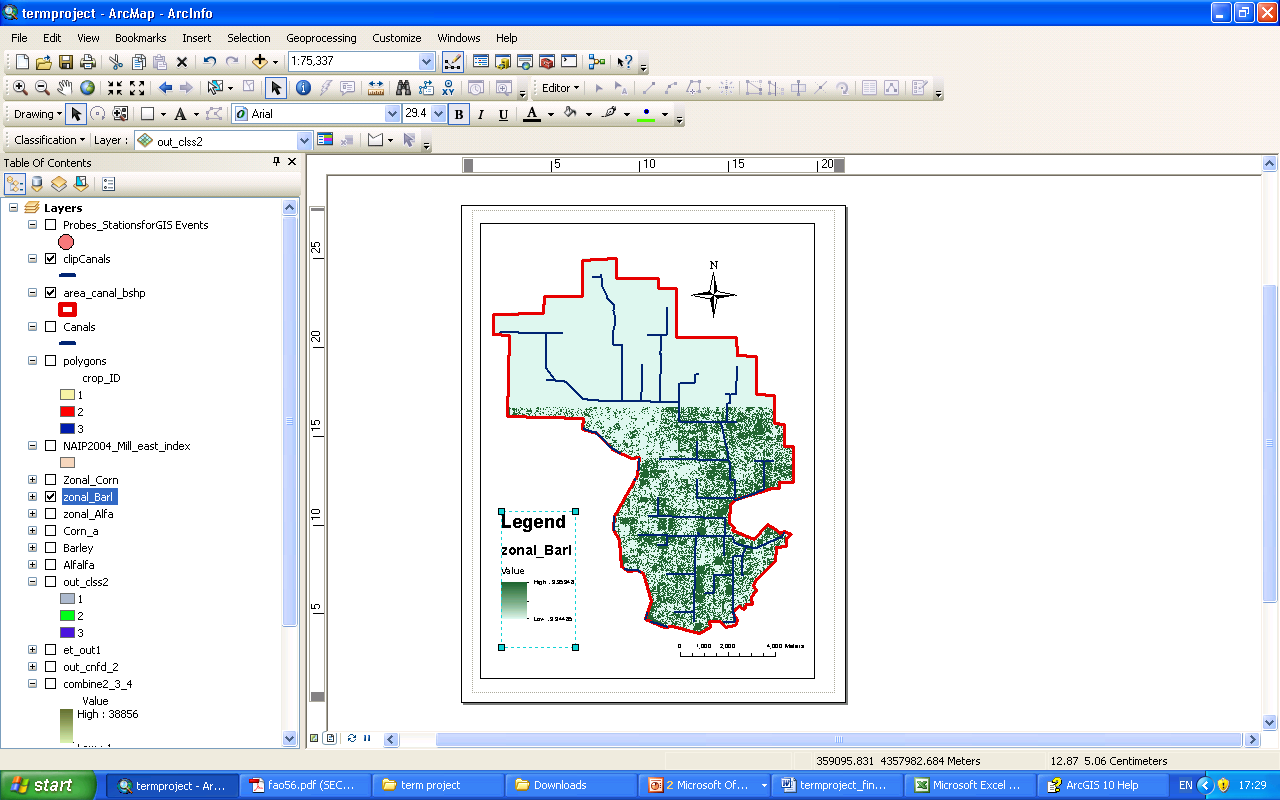 termproject - ArcMap - ArcInfo
File Edit View Bookmarks Insert Selection Geoprocessing Customize Windows Help
1:75,337
Editor
Drawing A Arial 29.4 B I U A
Classification Layer : out_clss2
Table Of Contents
Layers
Probes_StationsforGIS Events
clipCanals
area_canal_bshp
Canals
polygons
crop_ID
1
2
3
NAIP2004_Mill_east_index
Zonal_Corn
zonal_Barl
zonal_Alfa
Corn_a
Barley
Alfalfa
out_clss2
1
2
3
et_out1
out_cnfd_2
combine2_3_4
Value
High : 38856
5 10 15 20
25
20
15
10
5
N
Legend
zonal_Barl
Value
0 1,000 2,000 4,000 Meters
359095.831 4357982.684 Meters 12.87 5.06 Centimeters
start termproject - Ar... fao56.pdf (SEC... term project Downloads 2 Microsoft Of... termproject_fin... Microsoft Excel ... ArcGIS 10 Help EN 17:29